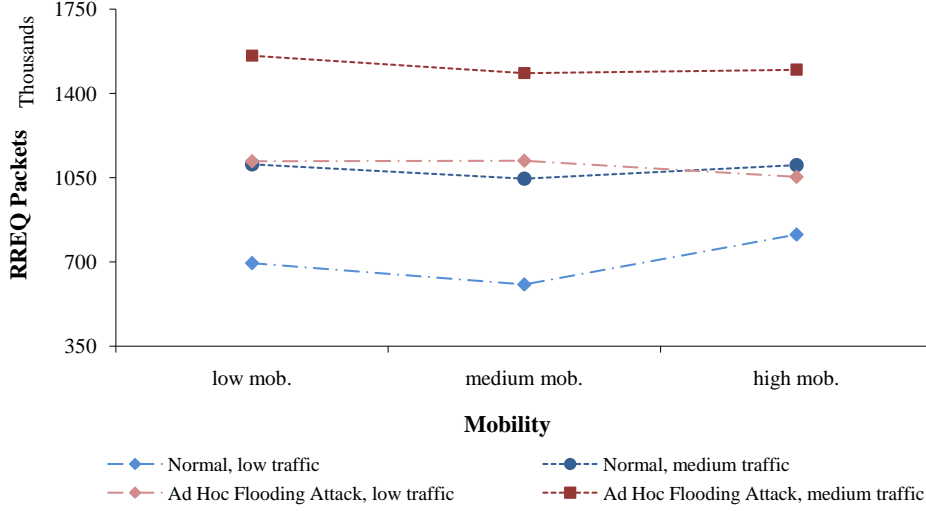 1750
1400
1050
700
350
Thousands
RREQ Packets
low mob.
medium mob.
high mob.
Mobility
Normal, low traffic
Normal, medium traffic
Ad Hoc Flooding Attack, low traffic
Ad Hoc Flooding Attack, medium traffic